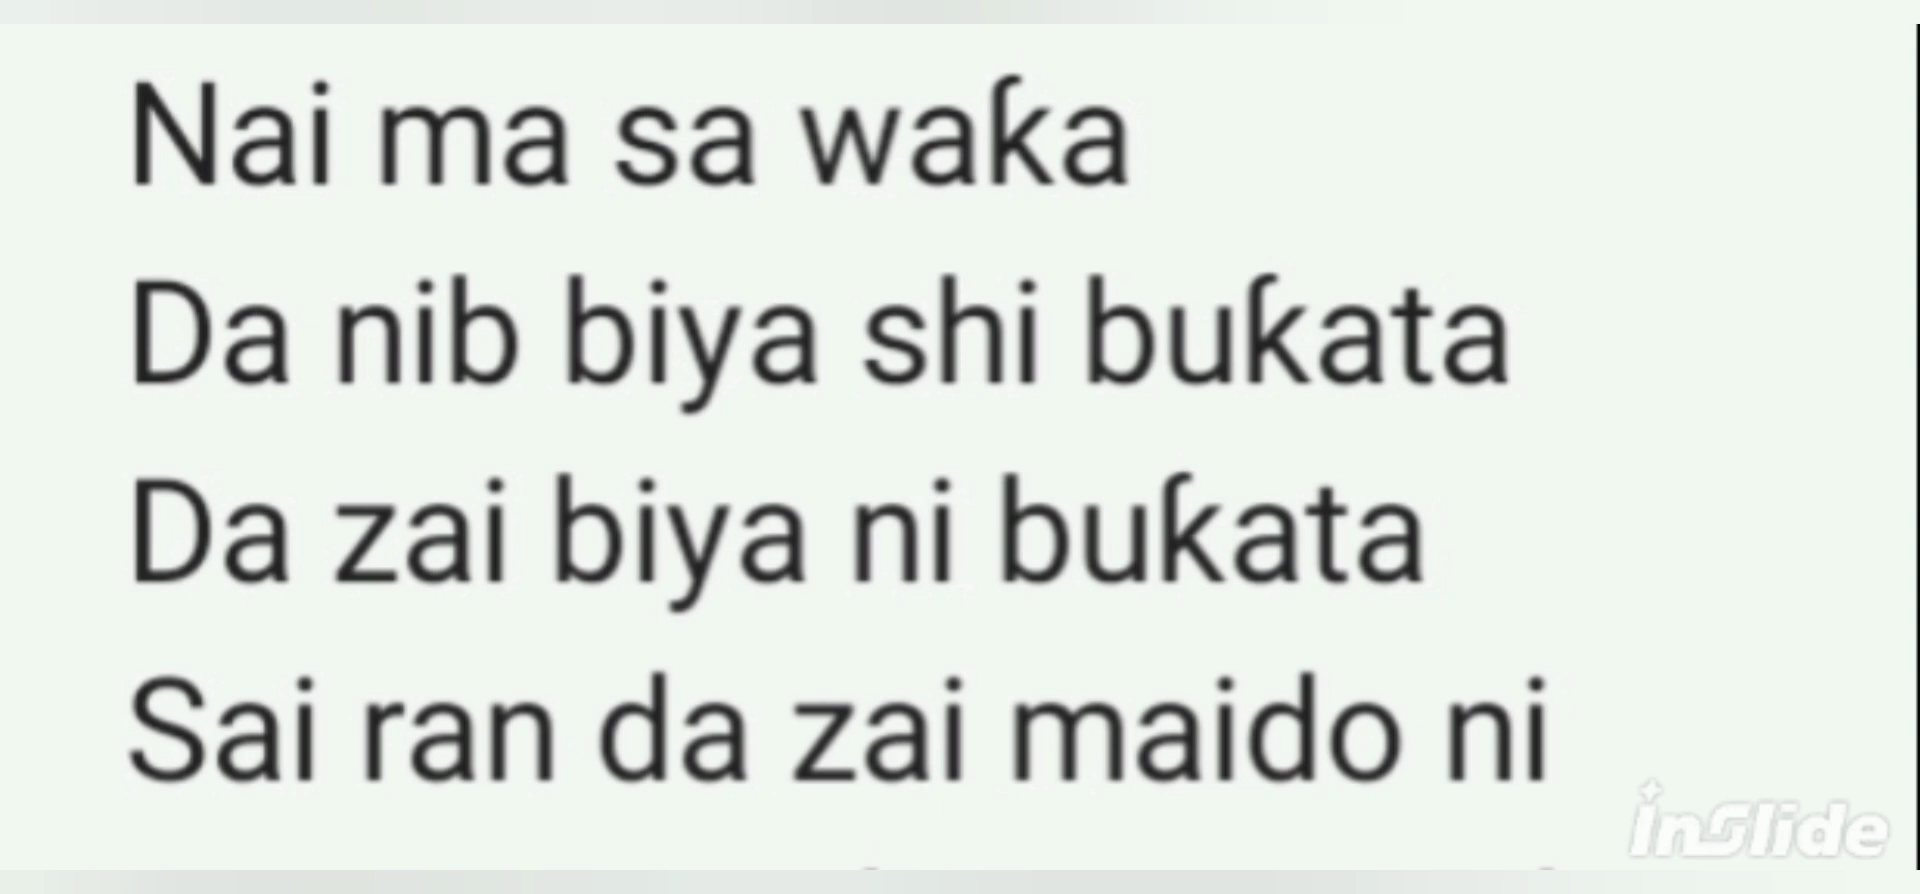 Nai ma sa waƙa
Da nib biya shi buƙata
Da zai biya ni buƙata
Sai ran da zai maido ni
inSlide